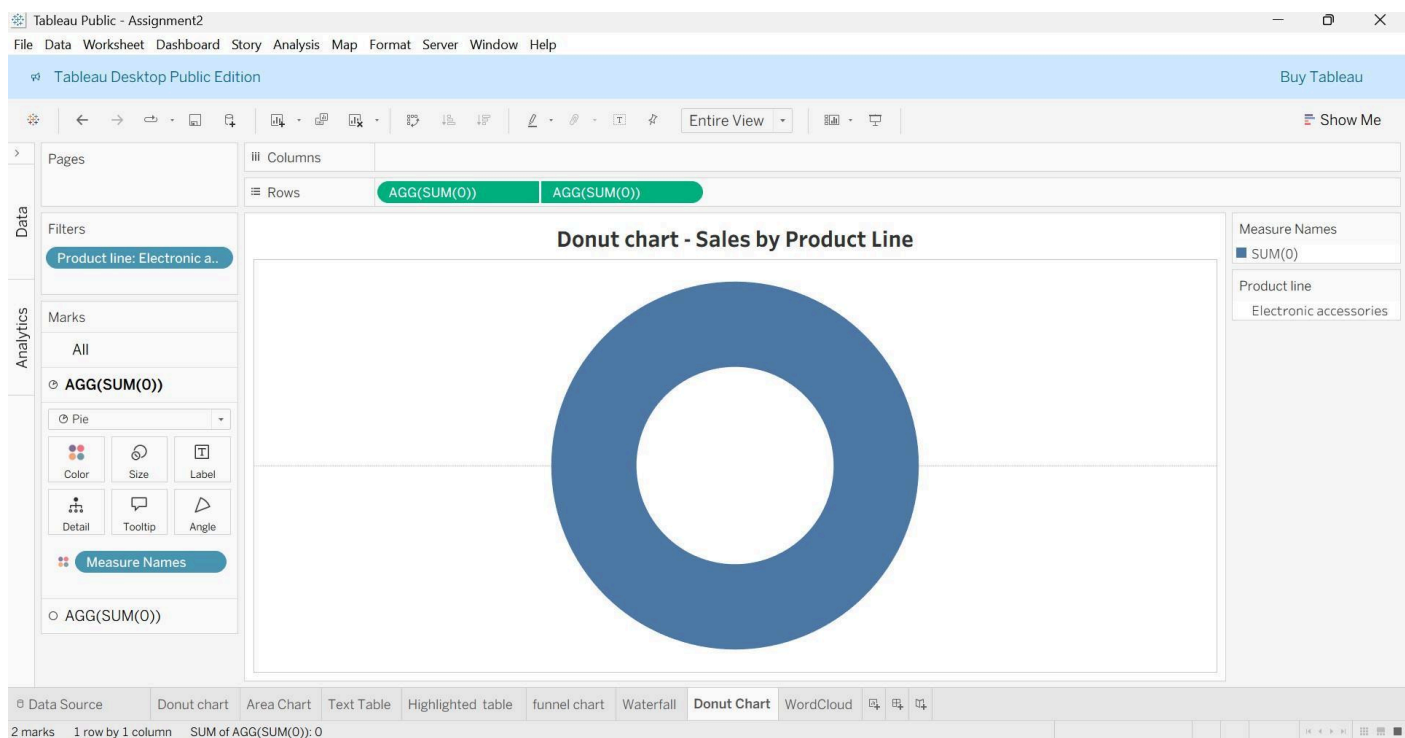 Tableau Public - Assignment2
File Data Worksheet Dashboard Story Analysis Map Format Server Window Help
Tableau Desktop Public Edition
Buy Tableau
Entire View
Show Me
Pages
Columns
Rows
AGG(SUM(0))
AGG(SUM(0))
Data
Analytics
Filters
Product line: Electronic a..
Marks
All
AGG(SUM(0))
Pie
Color
Size
Label
Detail
Tooltip
Angle
Measure Names
AGG(SUM(0))
Donut chart - Sales by Product Line
Measure Names
SUM(0)
Product line
Electronic accessories
Data Source
Donut chart
Area Chart
Text Table
Highlighted table
funnel chart
Waterfall
Donut Chart
WordCloud
2 marks 1 row by 1 column SUM of AGG(SUM(0)): 0